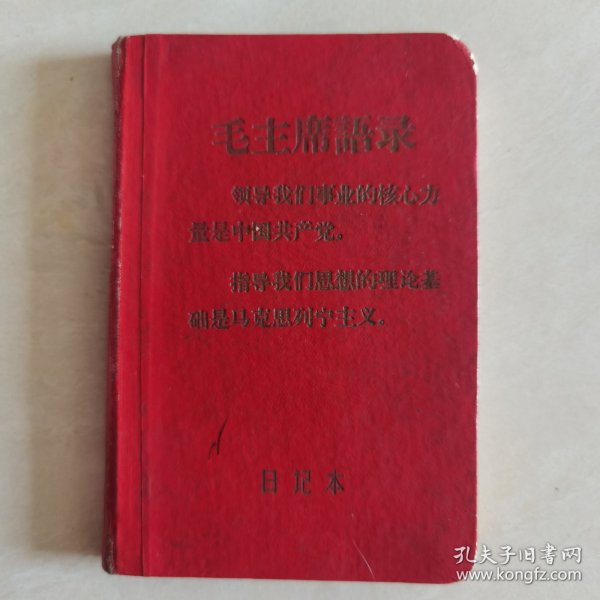 毛主席語录
领导我们事业的核心力
量是中国共产党。
指导我们思想的理论基
础是马克思列宁主义。
日记本
孔夫子旧书网
www.kongfz.com